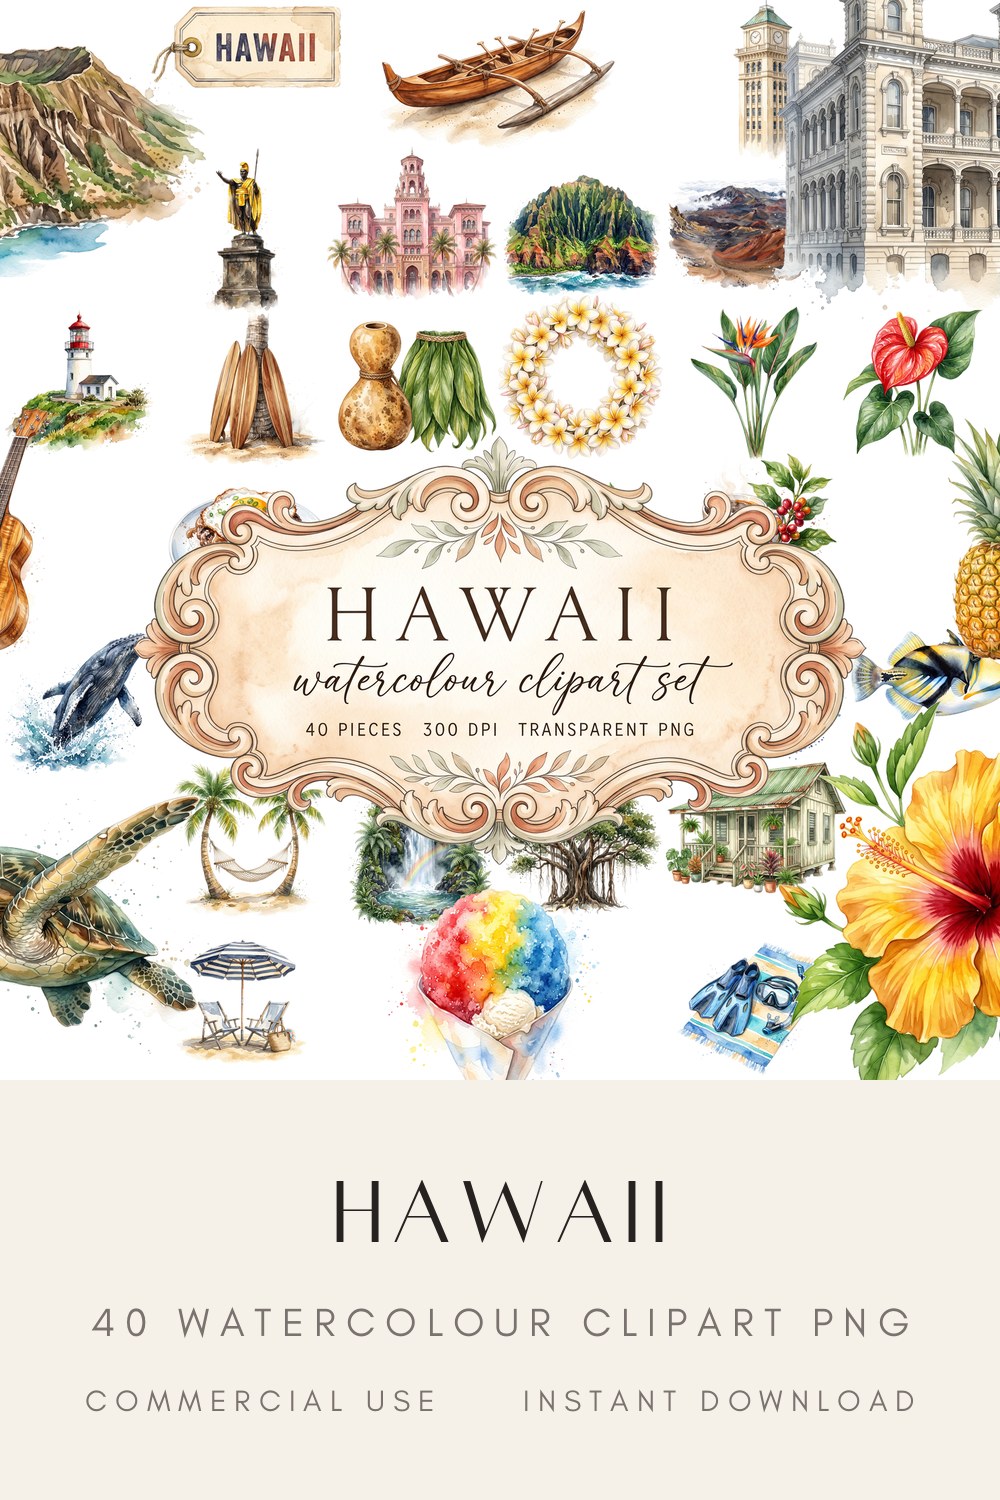 HAWAII
HAWAII
watercolour clipart set
40 PIECES 300 DPI TRANSPARENT PNG
HAWAII
40 WATERCOLOUR CLIPART PNG
COMMERCIAL USE INSTANT DOWNLOAD